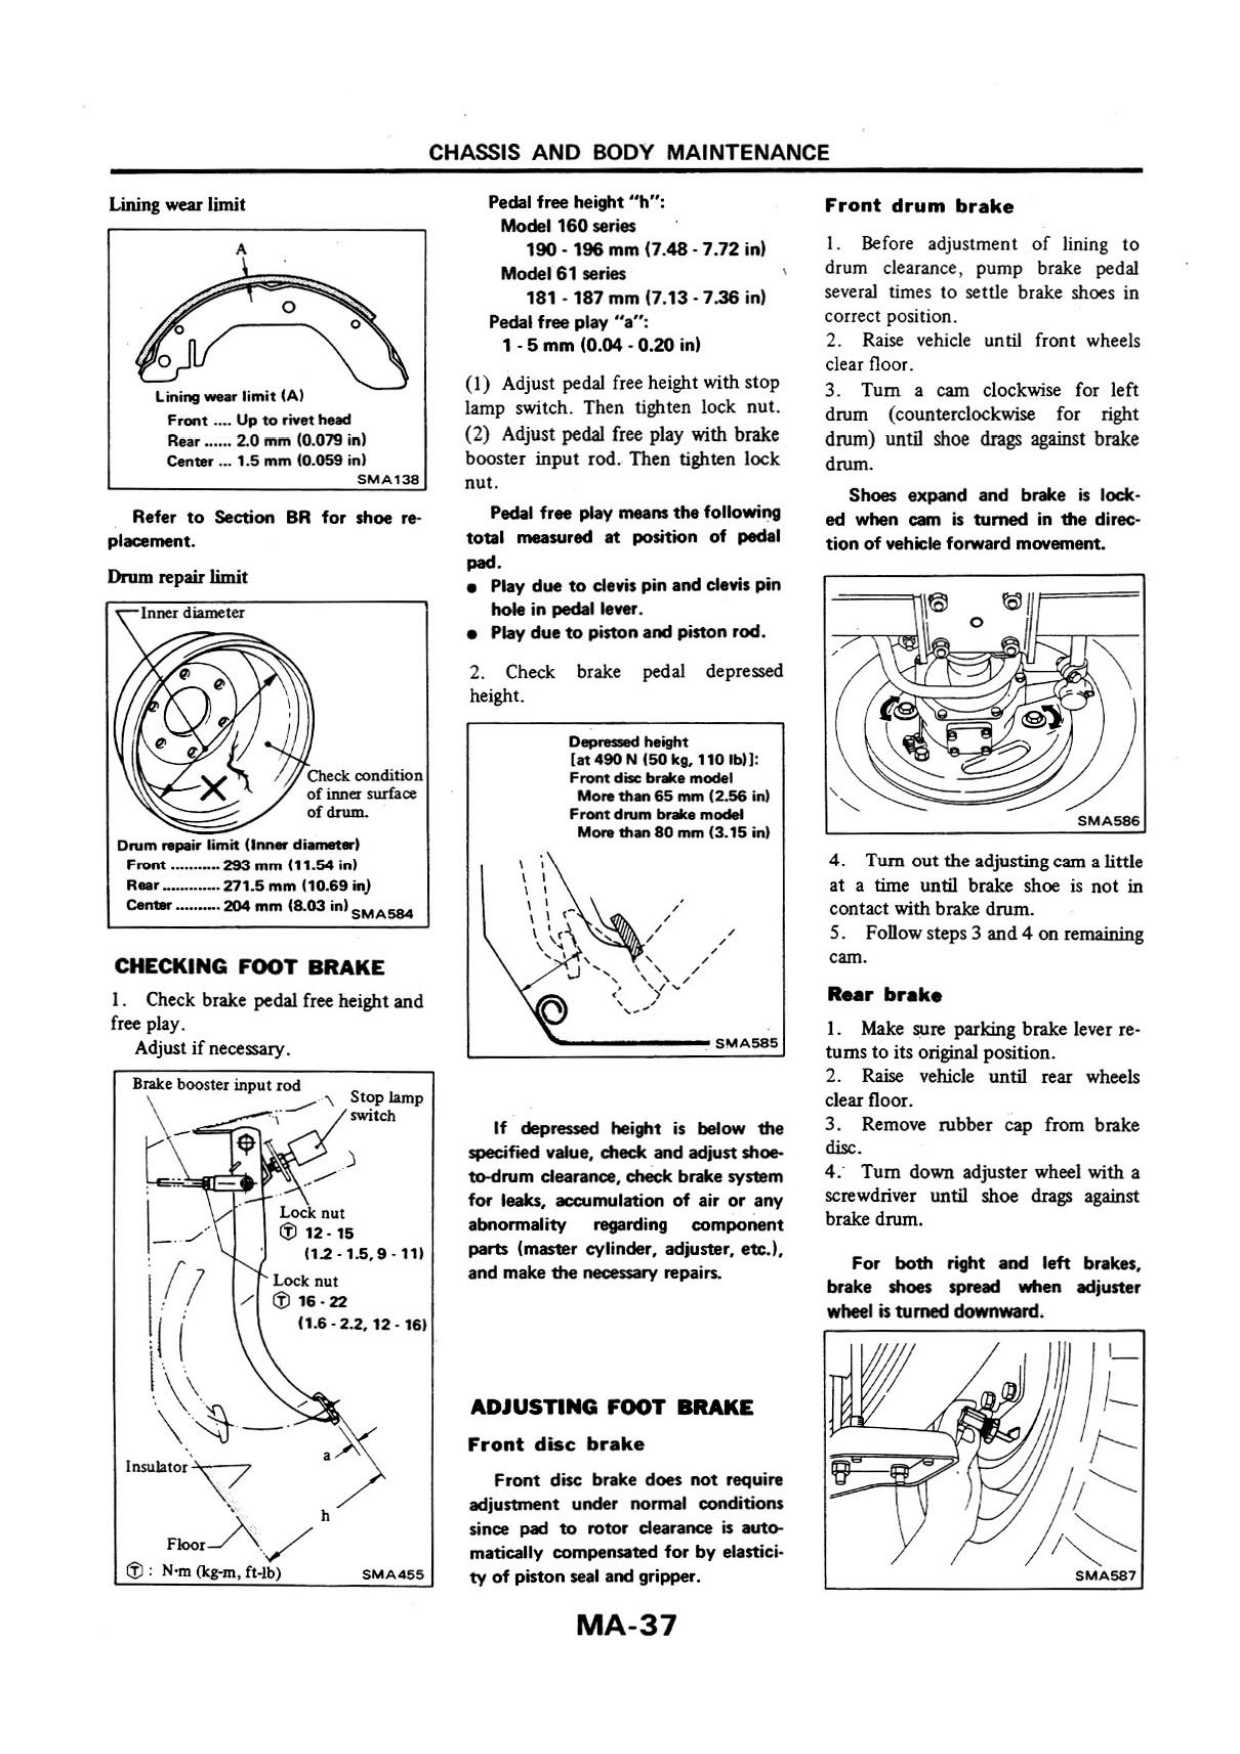 CHASSIS AND BODY MAINTENANCE
Lining wear limit
A
Lining wear limit (A)
Front .... Up to rivet head
Rear ...... 2.0 mm (0.079 in)
Center ... 1.5 mm (0.059 in)
SMA138
Refer to Section BR for shoe re-
placement.
Drum repair limit
Inner diameter
Check condition
of inner surface
of drum.
Drum repair limit (Inner diameter)
Front ........... 293 mm (11.54 in)
Rear ............. 271.5 mm (10.69 in)
Center .......... 204 mm (8.03 in)
SMA584
CHECKING FOOT BRAKE
1. Check brake pedal free height and
free play.
Adjust if necessary.
Brake booster input rod
Stop lamp
switch
Lock nut
Ⓣ 12 - 15
(1.2 - 1.5, 9 - 11)
Lock nut
Ⓣ 16 - 22
(1.6 - 2.2, 12 - 16)
a
Insulator
h
Floor
Ⓣ : N·m (kg-m, ft-lb)
SMA455
Pedal free height "h":
Model 160 series
190 - 196 mm (7.48 - 7.72 in)
Model 61 series
181 - 187 mm (7.13 - 7.36 in)
Pedal free play "a":
1 - 5 mm (0.04 - 0.20 in)
(1) Adjust pedal free height with stop
lamp switch. Then tighten lock nut.
(2) Adjust pedal free play with brake
booster input rod. Then tighten lock
nut.
Pedal free play means the following
total measured at position of pedal
pad.
● Play due to clevis pin and clevis pin
hole in pedal lever.
● Play due to piston and piston rod.
2. Check brake pedal depressed
height.
Depressed height
[at 490 N (50 kg, 110 lb)]:
Front disc brake model
More than 65 mm (2.56 in)
Front drum brake model
More than 80 mm (3.15 in)
SMA585
If depressed height is below the
specified value, check and adjust shoe-
to-drum clearance, check brake system
for leaks, accumulation of air or any
abnormality regarding component
parts (master cylinder, adjuster, etc.),
and make the necessary repairs.
ADJUSTING FOOT BRAKE
Front disc brake
Front disc brake does not require
adjustment under normal conditions
since pad to rotor clearance is auto-
matically compensated for by elastici-
ty of piston seal and gripper.
Front drum brake
1. Before adjustment of lining to
drum clearance, pump brake pedal
several times to settle brake shoes in
correct position.
2. Raise vehicle until front wheels
clear floor.
3. Turn a cam clockwise for left
drum (counterclockwise for right
drum) until shoe drags against brake
drum.
Shoes expand and brake is lock-
ed when cam is turned in the direc-
tion of vehicle forward movement.
SMA586
4. Turn out the adjusting cam a little
at a time until brake shoe is not in
contact with brake drum.
5. Follow steps 3 and 4 on remaining
cam.
Rear brake
1. Make sure parking brake lever re-
turns to its original position.
2. Raise vehicle until rear wheels
clear floor.
3. Remove rubber cap from brake
disc.
4. Turn down adjuster wheel with a
screwdriver until shoe drags against
brake drum.
For both right and left brakes,
brake shoes spread when adjuster
wheel is turned downward.
SMA587
MA-37